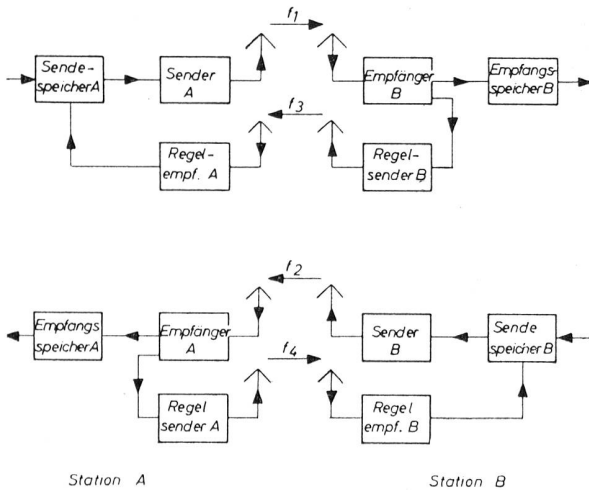 f1
Sende-
speicher A
Sender
A
Empfänger
B
Empfangs-
speicher B
f3
Regel-
empf. A
Regel-
sender B
f2
Empfangs
speicher A
Empfänger
A
Sender
B
Sende
speicher B
f4
Regel
sender A
Regel
empf. B
Station A
Station B